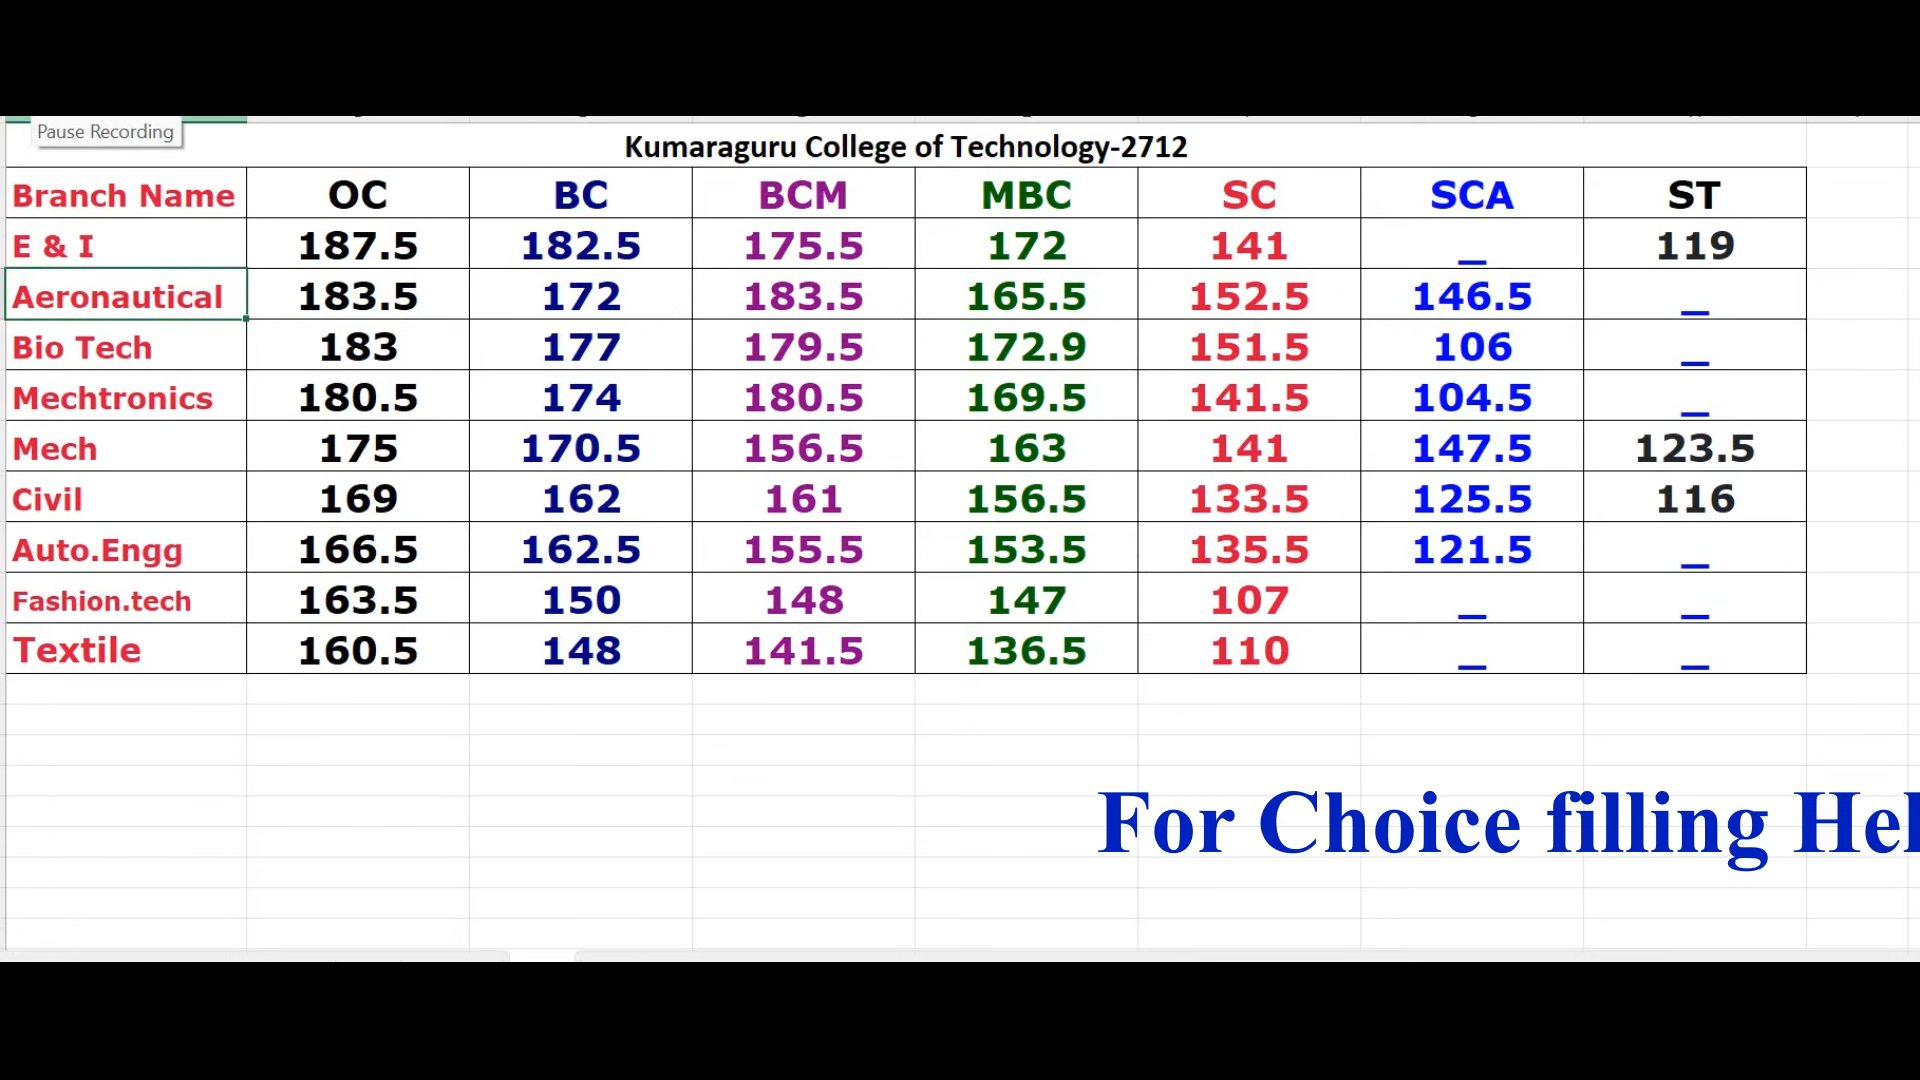 Pause Recording
Kumaraguru College of Technology-2712
Branch Name OC BC BCM MBC SC SCA ST
E & I 187.5 182.5 175.5 172 141 _ 119
Aeronautical 183.5 172 183.5 165.5 152.5 146.5 _
Bio Tech 183 177 179.5 172.9 151.5 106 _
Mechtronics 180.5 174 180.5 169.5 141.5 104.5 _
Mech 175 170.5 156.5 163 141 147.5 123.5
Civil 169 162 161 156.5 133.5 125.5 116
Auto.Engg 166.5 162.5 155.5 153.5 135.5 121.5 _
Fashion.tech 163.5 150 148 147 107 _ _
Textile 160.5 148 141.5 136.5 110 _ _
For Choice filling Hel